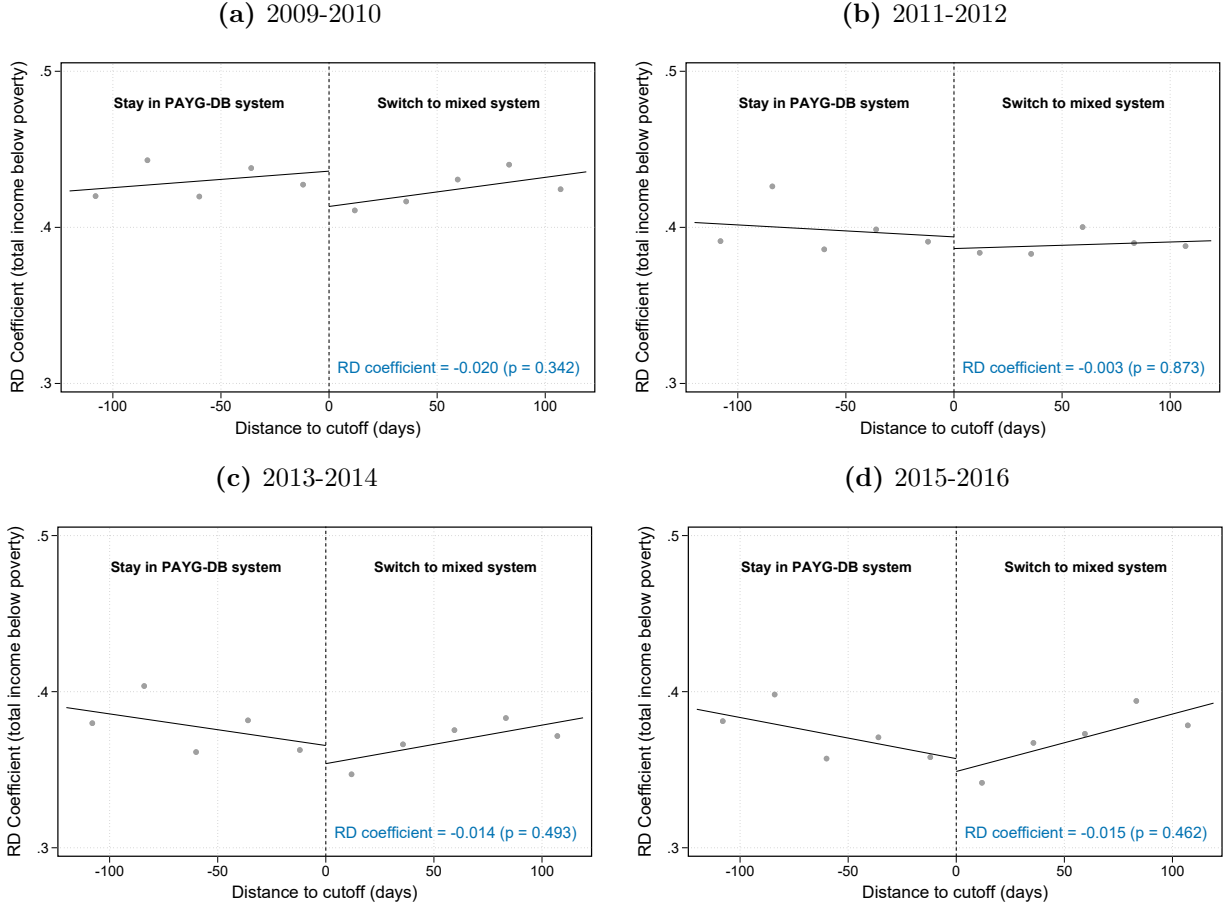 (a) 2009-2010
RD Coefficient (total income below poverty)
.5
.4
.3
Stay in PAYG-DB system
Switch to mixed system
RD coefficient = -0.020 (p = 0.342)
-100 -50 0 50 100
Distance to cutoff (days)
(b) 2011-2012
RD Coefficient (total income below poverty)
.5
.4
.3
Stay in PAYG-DB system
Switch to mixed system
RD coefficient = -0.003 (p = 0.873)
-100 -50 0 50 100
Distance to cutoff (days)
(c) 2013-2014
RD Coefficient (total income below poverty)
.5
.4
.3
Stay in PAYG-DB system
Switch to mixed system
RD coefficient = -0.014 (p = 0.493)
-100 -50 0 50 100
Distance to cutoff (days)
(d) 2015-2016
RD Coefficient (total income below poverty)
.5
.4
.3
Stay in PAYG-DB system
Switch to mixed system
RD coefficient = -0.015 (p = 0.462)
-100 -50 0 50 100
Distance to cutoff (days)